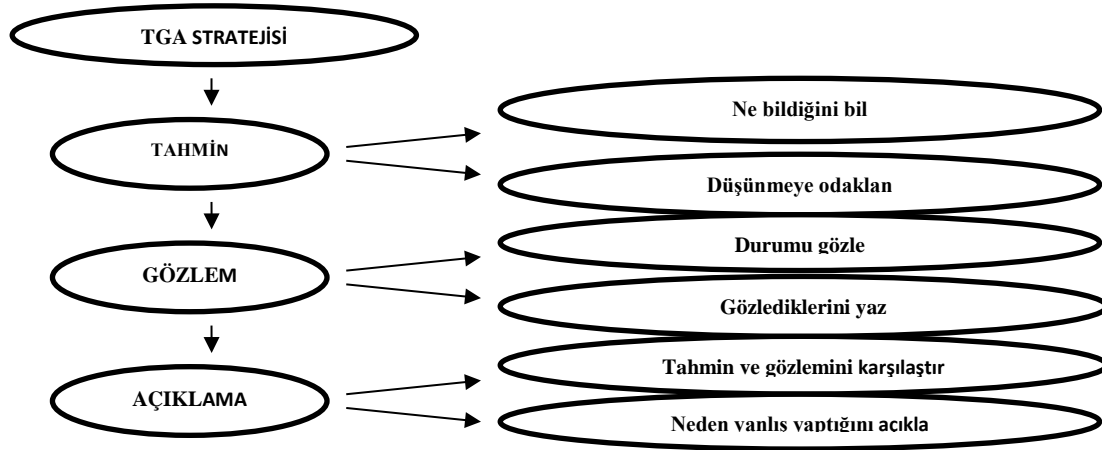 TGA STRATEJİSİ
TAHMİN
Ne bildiğini bil
Düşünmeye odaklan
GÖZLEM
Durumu gözle
Gözlediklerini yaz
AÇIKLAMA
Tahmin ve gözlemini karşılaştır
Neden yanlış yaptığını açıkla